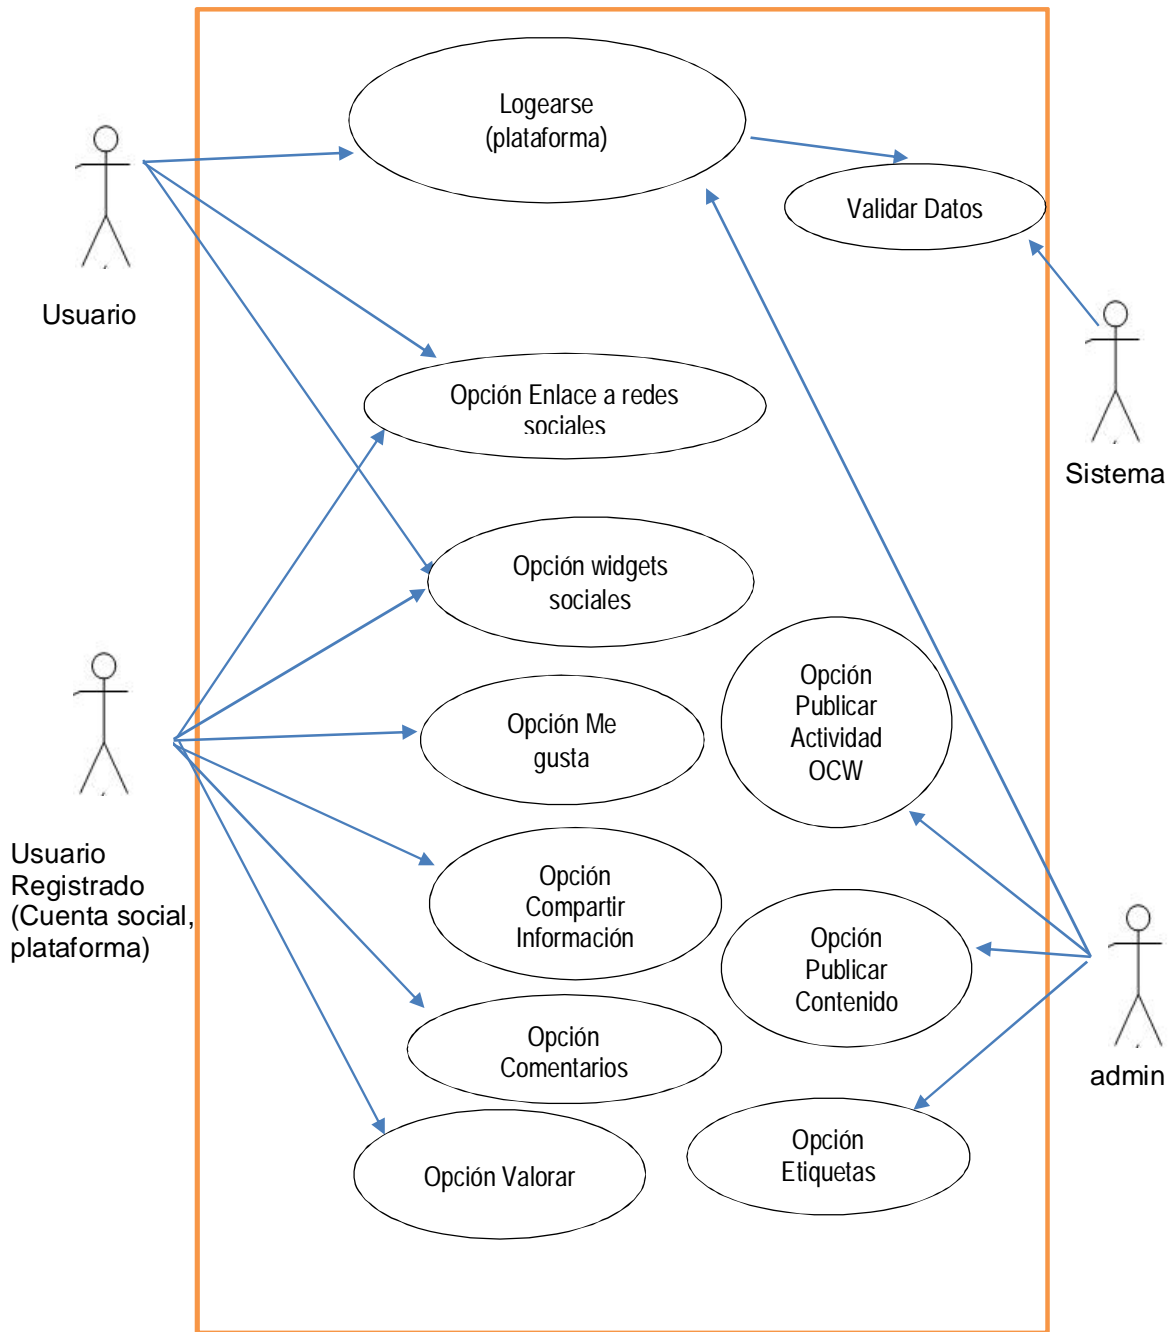 Logearse
(plataforma)
Validar Datos
Usuario
Opción Enlace a redes
sociales
Sistema
Opción widgets
sociales
Opción
Publicar
Actividad
OCW
Opción Me
gusta
Usuario
Registrado
(Cuenta social,
plataforma)
Opción
Compartir
Información
Opción
Publicar
Contenido
Opción
Comentarios
admin
Opción Valorar
Opción
Etiquetas